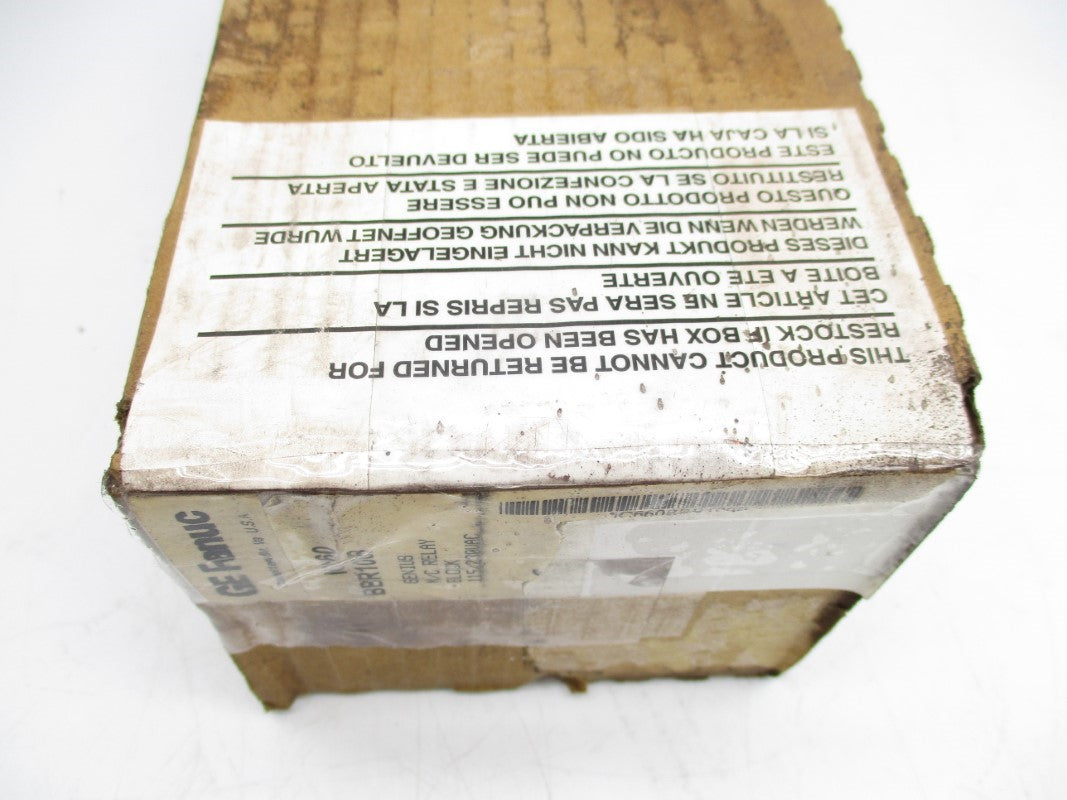 THIS PRODUCT CANNOT BE RETURNED FOR
RESTOCK IF BOX HAS BEEN OPENED
CET ARTICLE NE SERA PAS REPRIS SI LA
BOITE A ETE OUVERTE
DIESES PRODUKT KANN NICHT EINGELAGERT
WERDEN WENN DIE VERPACKUNG GEOFFNET WURDE
QUESTO PRODOTTO NON PUO ESSERE
RESTITUITO SE LA CONFEZIONE E STATA APERTA
ESTE PRODUCTO NO PUEDE SER DEVUELTO
SI LA CAJA HA SIDO ABIERTA
GE Fanuc
U.S.A
GENIUS
N/C RELAY
BLOCK
115/230VAC